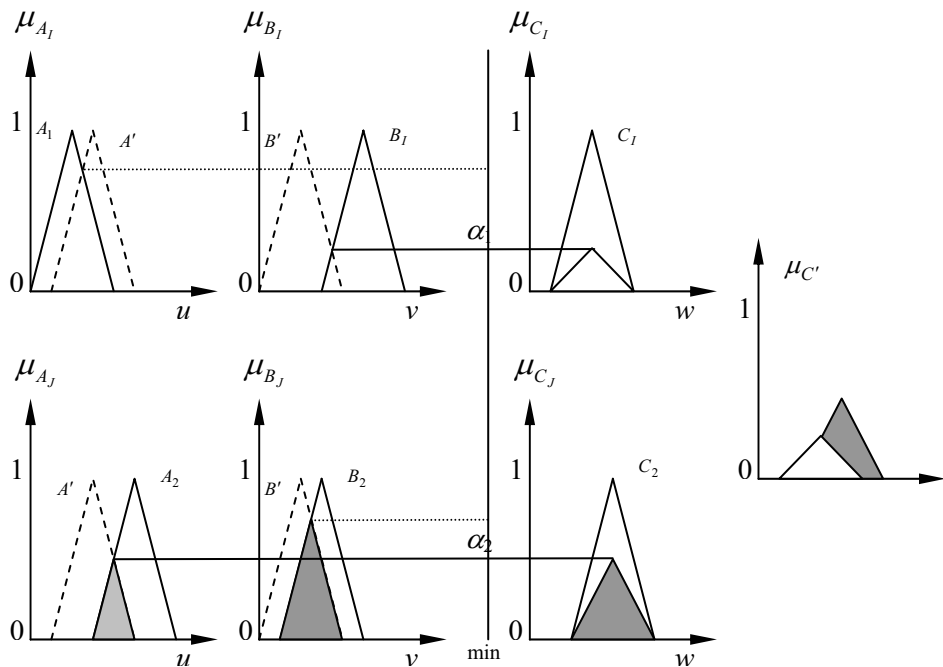 μ_{A_I} μ_{B_I} μ_{C_I}
1 A_1 A' 1 B' B_I 1 C_I
α_1
0 0 0
u v w
μ_{C'}
1
0
μ_{A_J} μ_{B_J} μ_{C_J}
1 A' A_2 1 B' B_2 1 C_2
α_2
0 0 0
u v min w